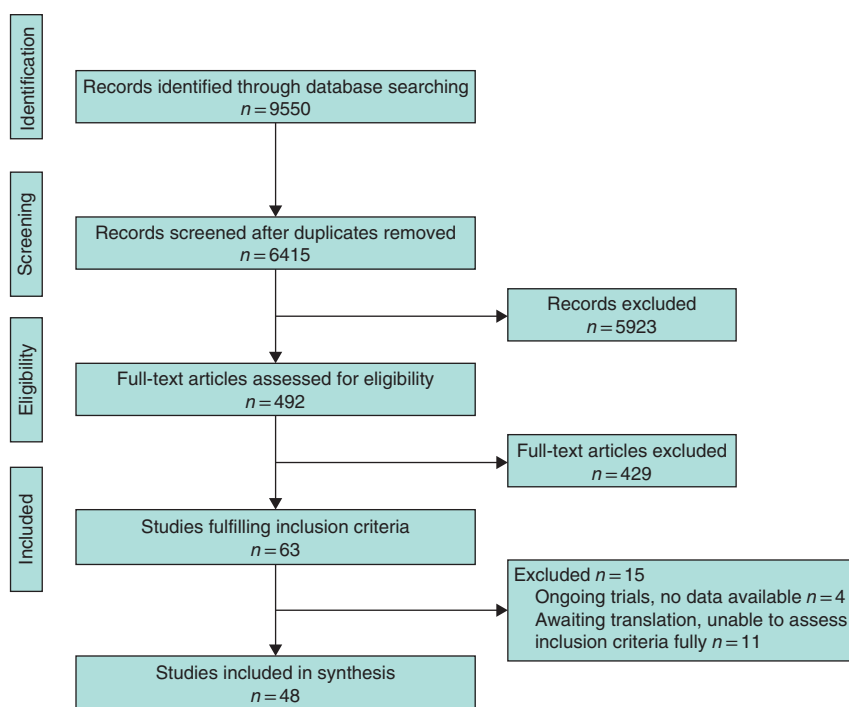 Identification
Records identified through database searching
n = 9550
Screening
Records screened after duplicates removed
n = 6415
Records excluded
n = 5923
Eligibility
Full-text articles assessed for eligibility
n = 492
Full-text articles excluded
n = 429
Included
Studies fulfilling inclusion criteria
n = 63
Excluded n = 15
Ongoing trials, no data available n = 4
Awaiting translation, unable to assess
inclusion criteria fully n = 11
Studies included in synthesis
n = 48